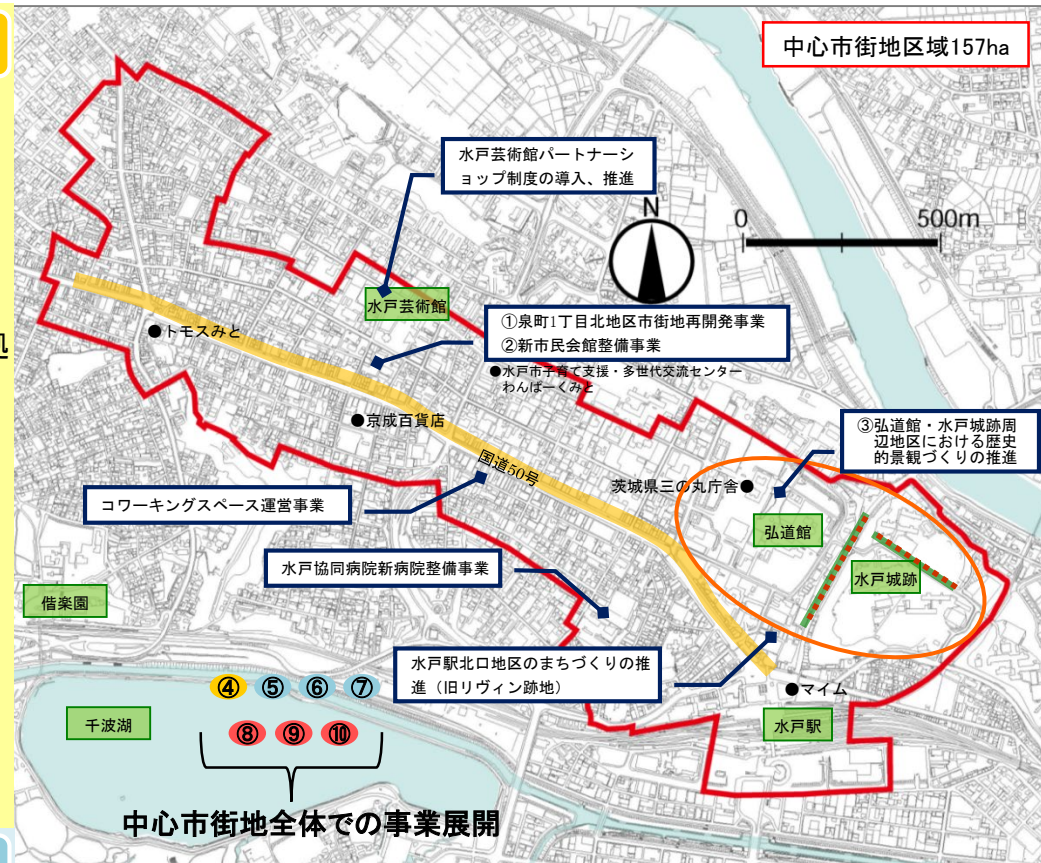 中心市街地区域157ha
水戸芸術館パートナーシ
ョップ制度の導入、推進
N
0
500m
水戸芸術館
①泉町1丁目北地区市街地再開発事業
②新市民会館整備事業
●トモスみと
●水戸市子育て支援・多世代交流センター
わんぱーくみと
●京成百貨店
③弘道館・水戸城跡周
辺地区における歴史
的景観づくりの推進
国道50号
茨城県三の丸庁舎●
コワーキングスペース運営事業
弘道館
水戸協同病院新病院整備事業
水戸城跡
偕楽園
水戸駅北口地区のまちづくりの推
進（旧リヴィン跡地）
④
⑤
⑥
⑦
●マイム
千波湖
⑧
⑨
⑩
水戸駅
中心市街地全体での事業展開